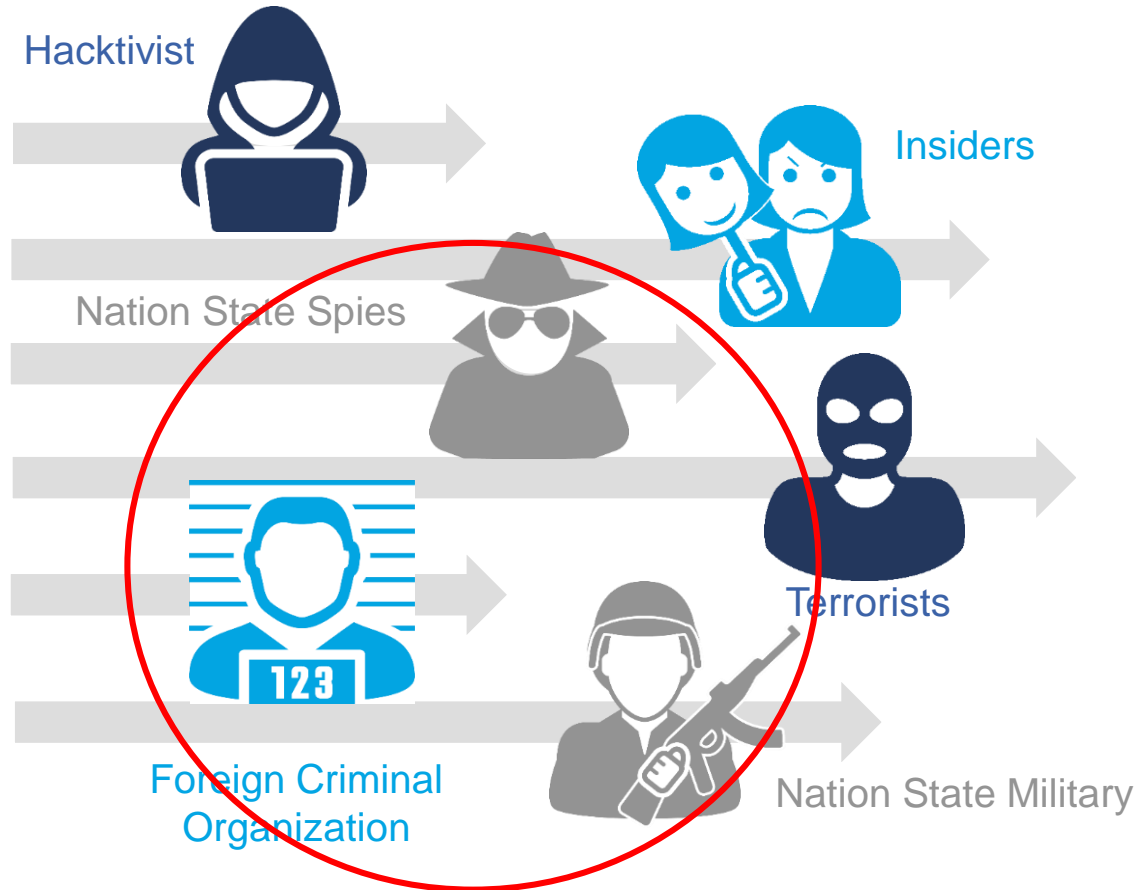 Hacktivist
Insiders
Nation State Spies
Terrorists
123
Foreign Criminal
Organization
Nation State Military